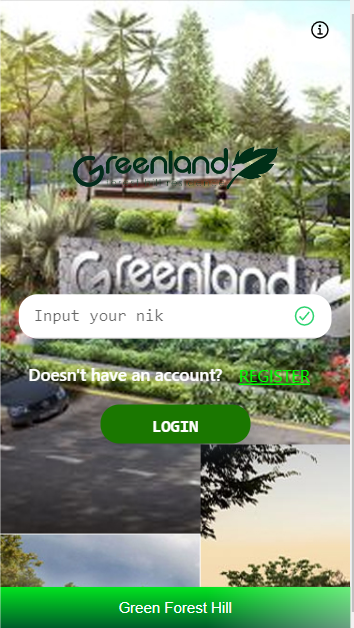 Greenland
Greenland
Input your nik
Doesn't have an account? REGISTER
LOGIN
Green Forest Hill